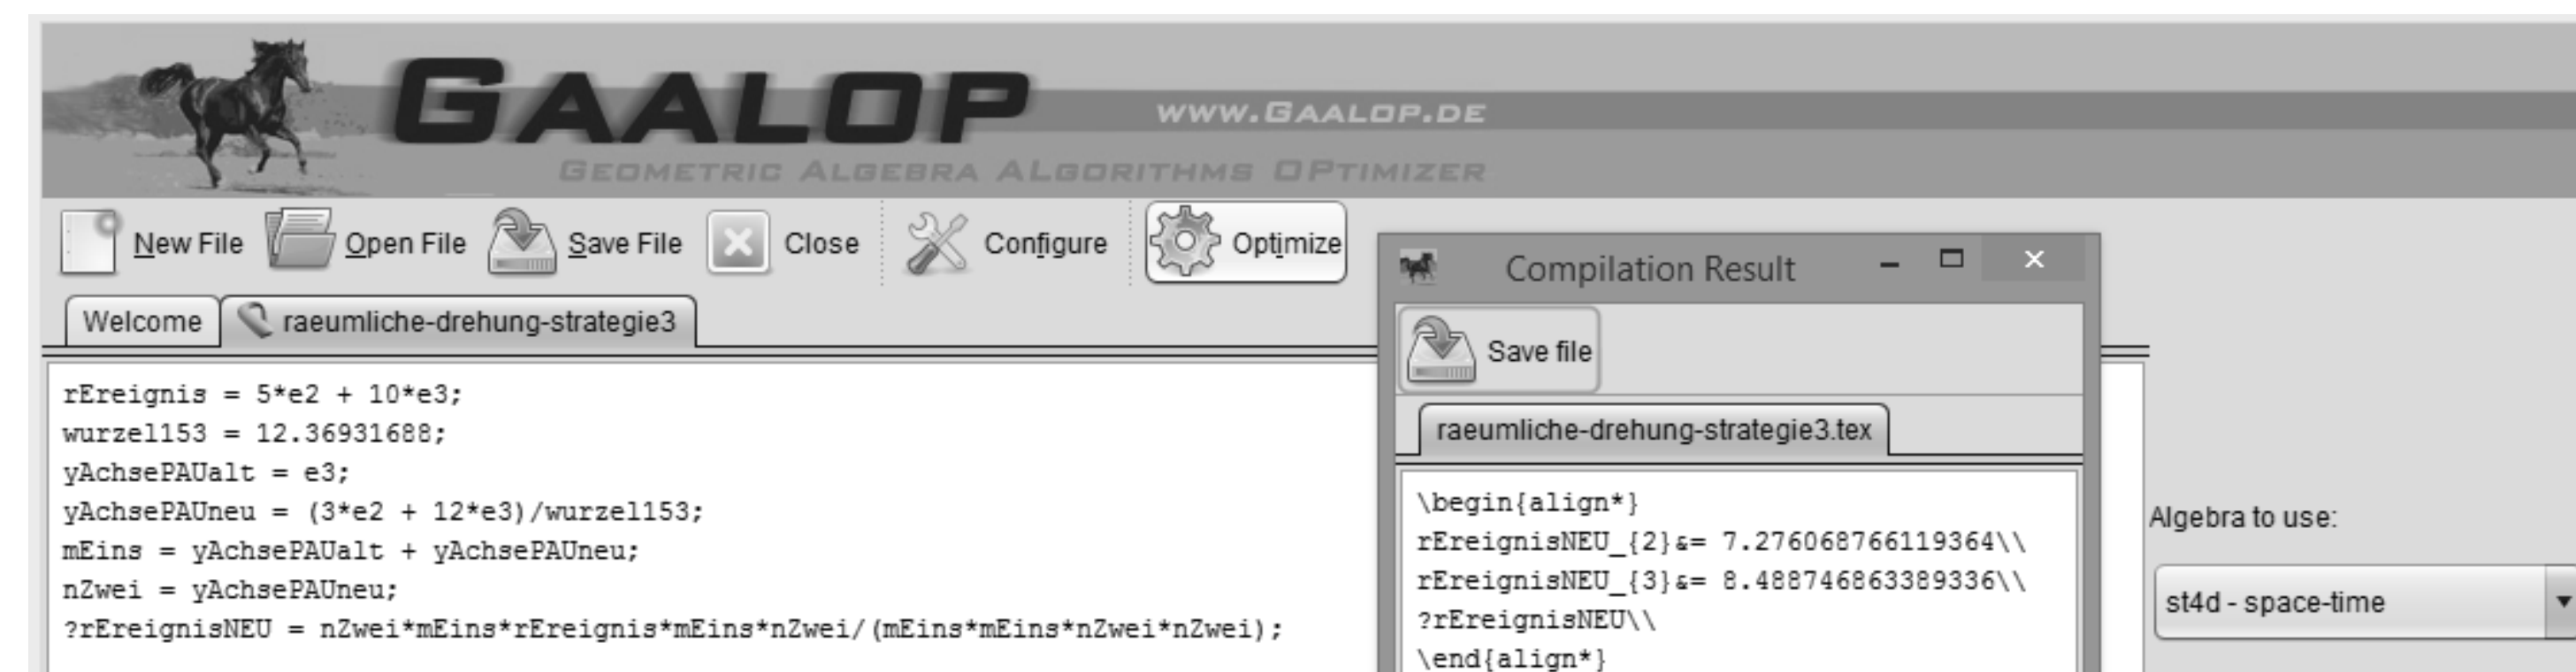 GAALOP
WWW.GAALOP.DE
GEOMETRIC ALGEBRA ALGORITHMS OPTIMIZER
New File Open File Save File Close Configure Optimize
Compilation Result
Welcome raeumliche-drehung-strategie3
Save file
rEreignis = 5*e2 + 10*e3;
wurzel153 = 12.36931688;
yAchsePAUalt = e3;
yAchsePAUneu = (3*e2 + 12*e3)/wurzel153;
mEins = yAchsePAUalt + yAchsePAUneu;
nZwei = yAchsePAUneu;
?rEreignisNEU = nZwei*mEins*rEreignis*mEins*nZwei/(mEins*mEins*nZwei*nZwei);
raeumliche-drehung-strategie3.tex
\begin{align*}
rEreignisNEU_{2}&= 7.276068766119364\\
rEreignisNEU_{3}&= 8.488746863389336\\
?rEreignisNEU\\
\end{align*}
Algebra to use:
st4d - space-time